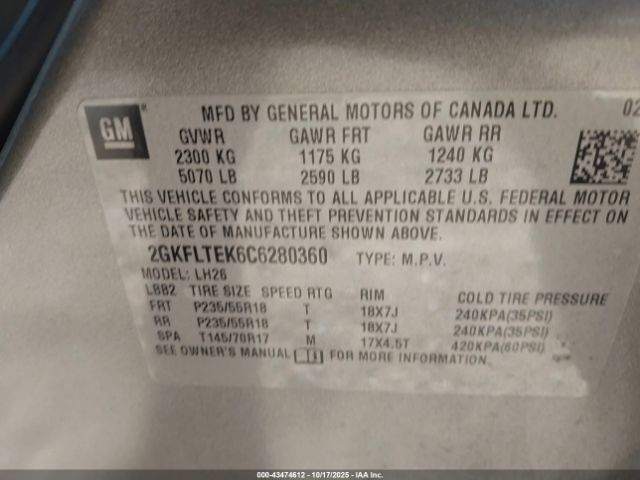 GM
MFD BY GENERAL MOTORS OF CANADA LTD. 02
GVWR GAWR FRT GAWR RR
2300 KG 1175 KG 1240 KG
5070 LB 2590 LB 2733 LB
THIS VEHICLE CONFORMS TO ALL APPLICABLE U.S. FEDERAL MOTOR
VEHICLE SAFETY AND THEFT PREVENTION STANDARDS IN EFFECT ON
THE DATE OF MANUFACTURE SHOWN ABOVE.
2GKFLTEK6C6280360 TYPE: M.P.V.
MODEL: LH26
LBB2 TIRE SIZE SPEED RTG RIM COLD TIRE PRESSURE
FRT P235/55R18 T 18X7J 240KPA(35PSI)
RR P235/55R18 T 18X7J 240KPA(35PSI)
SPA T145/70R17 M 17X4.5T 420KPA(60PSI)
SEE OWNER'S MANUAL FOR MORE INFORMATION
000-43474612 - 10/17/2025 - IAA Inc.